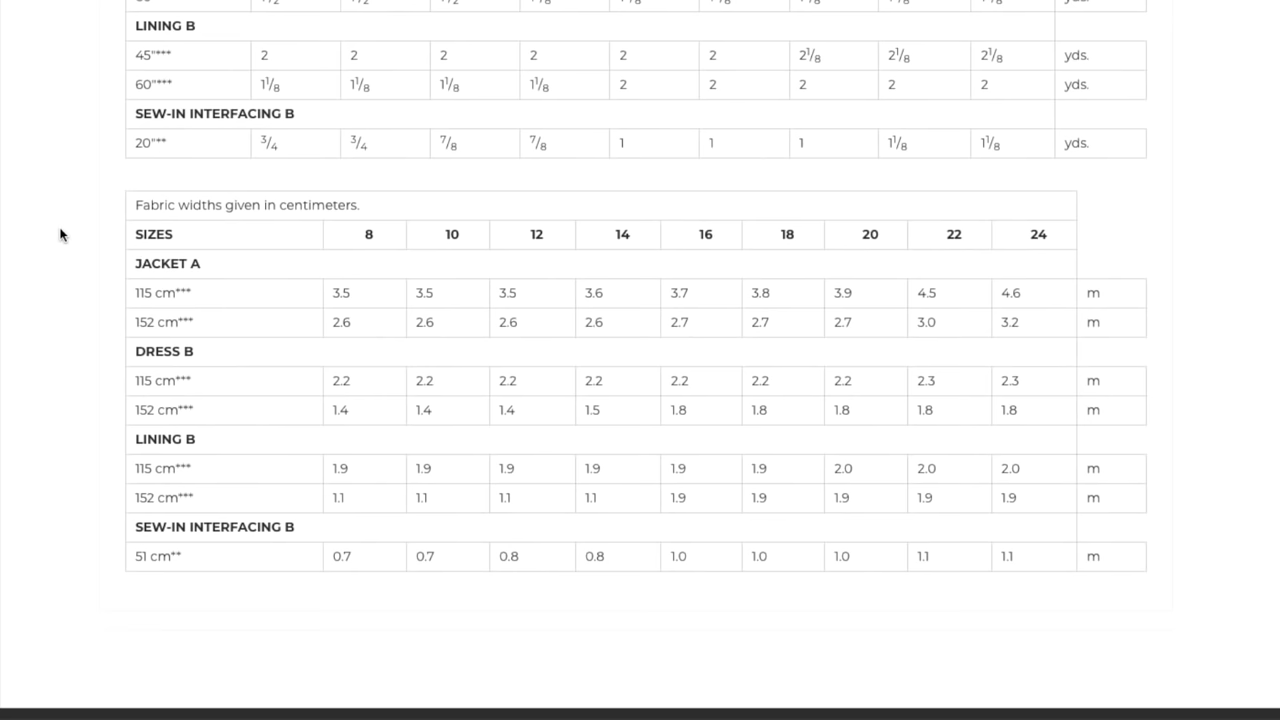 LINING B
45"*** 2 2 2 2 2 2 2¹/₈ 2¹/₈ 2¹/₈ yds.
60"*** 1¹/₈ 1¹/₈ 1¹/₈ 1¹/₈ 2 2 2 2 2 yds.
SEW-IN INTERFACING B
20"** ³/₄ ³/₄ ⁷/₈ ⁷/₈ 1 1 1 1¹/₈ 1¹/₈ yds.
Fabric widths given in centimeters.
SIZES 8 10 12 14 16 18 20 22 24
JACKET A
115 cm*** 3.5 3.5 3.5 3.6 3.7 3.8 3.9 4.5 4.6 m
152 cm*** 2.6 2.6 2.6 2.6 2.7 2.7 2.7 3.0 3.2 m
DRESS B
115 cm*** 2.2 2.2 2.2 2.2 2.2 2.2 2.2 2.3 2.3 m
152 cm*** 1.4 1.4 1.4 1.5 1.8 1.8 1.8 1.8 1.8 m
LINING B
115 cm*** 1.9 1.9 1.9 1.9 1.9 1.9 2.0 2.0 2.0 m
152 cm*** 1.1 1.1 1.1 1.1 1.9 1.9 1.9 1.9 1.9 m
SEW-IN INTERFACING B
51 cm** 0.7 0.7 0.8 0.8 1.0 1.0 1.0 1.1 1.1 m